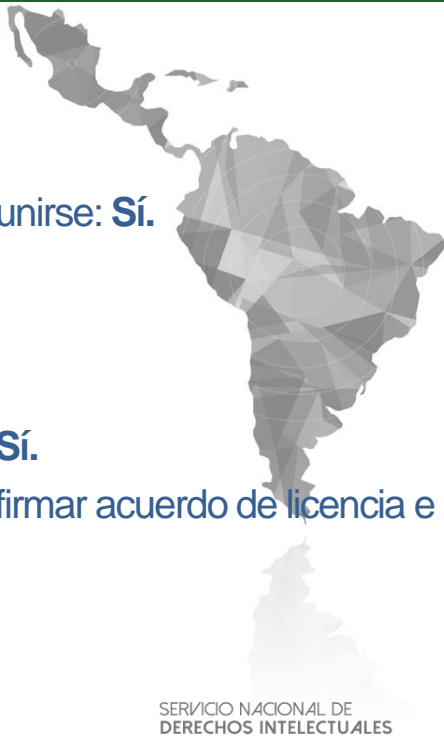 unirse: Sí.
Sí.
firmar acuerdo de licencia e
SERVICIO NACIONAL DE
DERECHOS INTELECTUALES